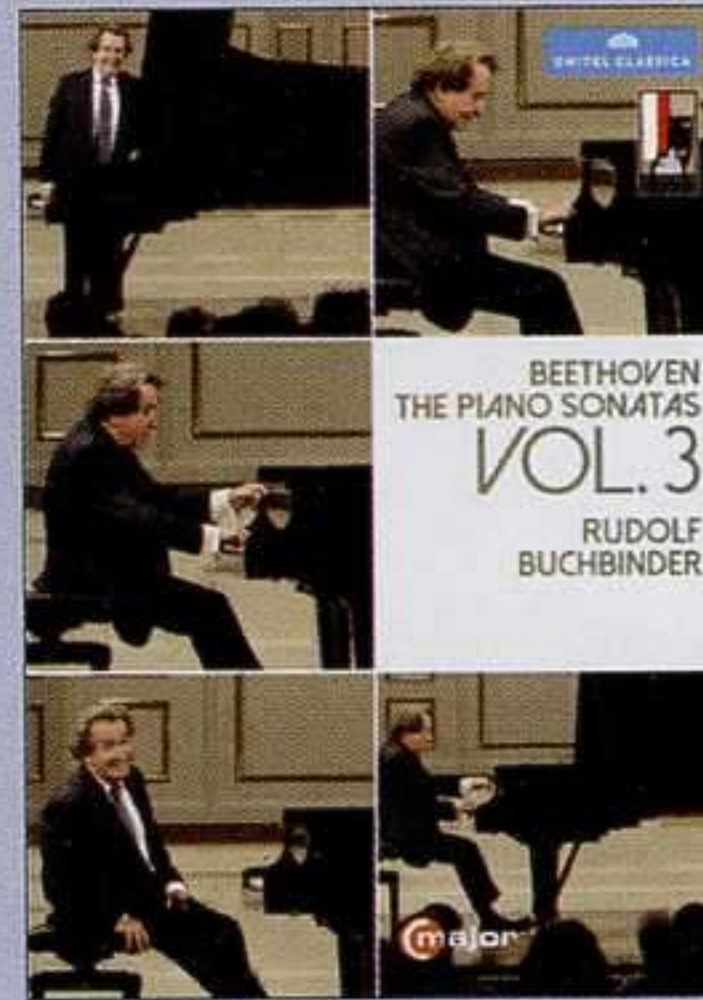 UNITEL CLASSICA
BEETHOVEN
THE PIANO SONATAS
VOL. 3
RUDOLF
BUCHBINDER
C major